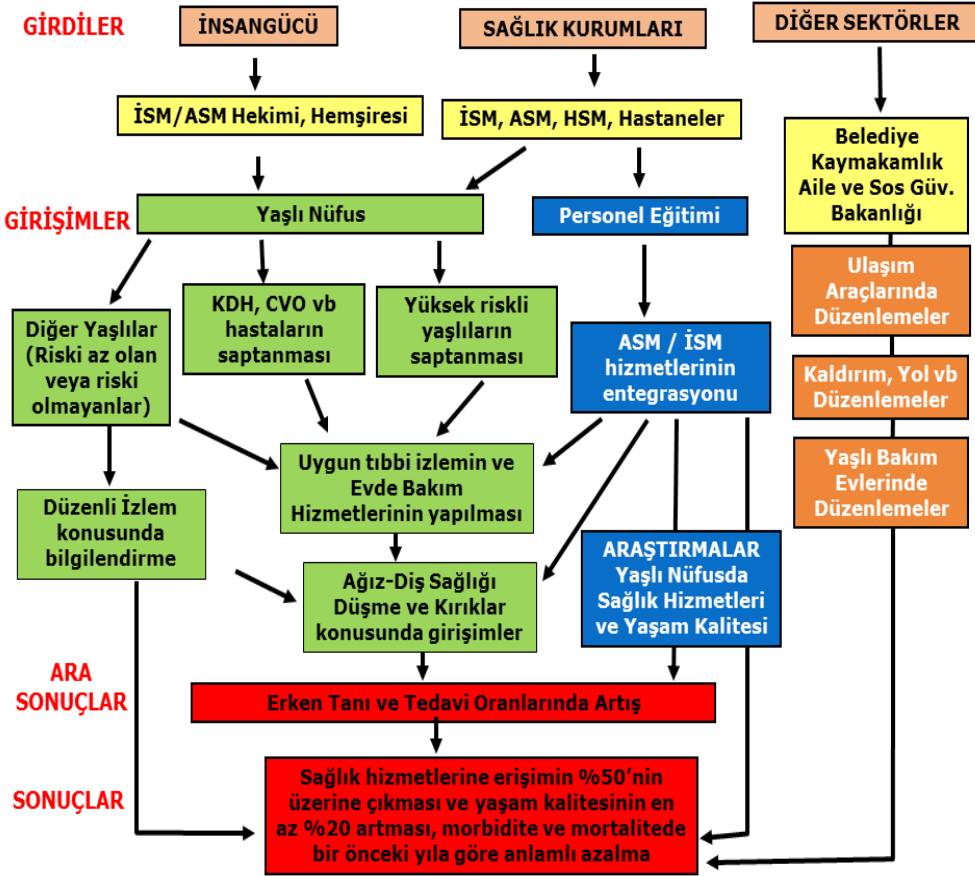 GİRDİLER
İNSANGÜCÜ
SAĞLIK KURUMLARI
DİĞER SEKTÖRLER
İSM/ASM Hekimi, Hemşiresi
İSM, ASM, HSM, Hastaneler
Belediye
Kaymakamlık
Aile ve Sos Güv.
Bakanlığı
GİRİŞİMLER
Yaşlı Nüfus
Personel Eğitimi
Ulaşım
Araçlarında
Düzenlemeler
Diğer Yaşlılar
(Riski az olan
veya riski
olmayanlar)
KDH, CVO vb
hastaların
saptanması
Yüksek riskli
yaşlıların
saptanması
ASM / İSM
hizmetlerinin
entegrasyonu
Kaldırım, Yol vb
Düzenlemeler
Uygun tıbbi izlemin ve
Evde Bakım
Hizmetlerinin yapılması
Yaşlı Bakım
Evlerinde
Düzenlemeler
Düzenli İzlem
konusunda
bilgilendirme
Ağız-Diş Sağlığı
Düşme ve Kırıklar
konusunda girişimler
ARAŞTIRMALAR
Yaşlı Nüfusda
Sağlık Hizmetleri
ve Yaşam Kalitesi
ARA
SONUÇLAR
Erken Tanı ve Tedavi Oranlarında Artış
SONUÇLAR
Sağlık hizmetlerine erişimin %50’nin
üzerine çıkması ve yaşam kalitesinin en
az %20 artması, morbidite ve mortalitede
bir önceki yıla göre anlamlı azalma